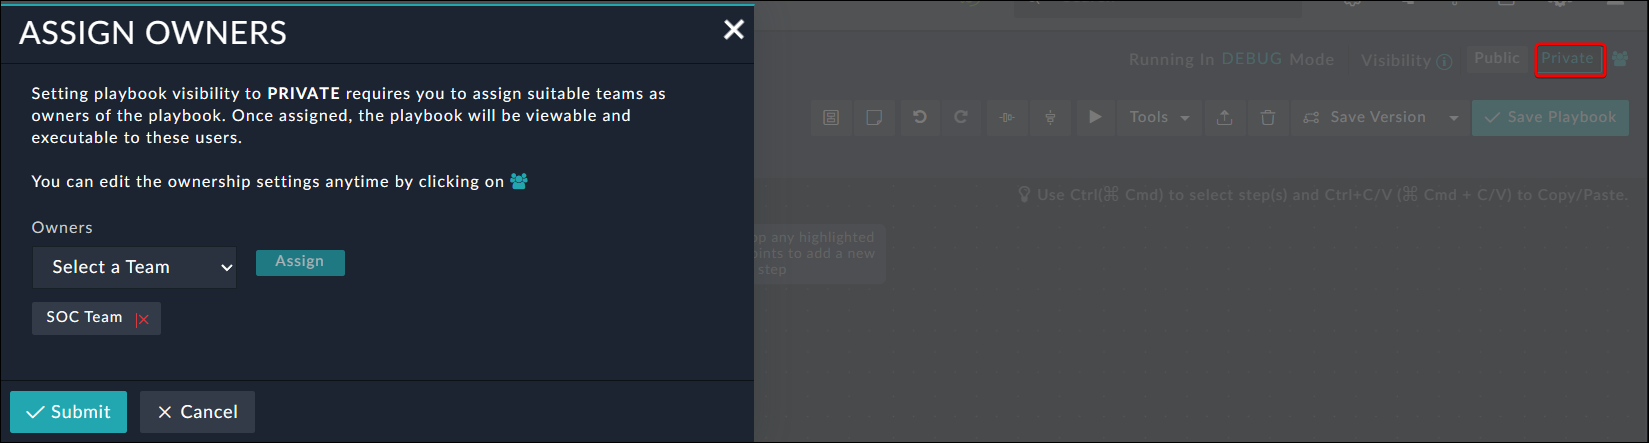 ASSIGN OWNERS
Setting playbook visibility to PRIVATE requires you to assign suitable teams as
owners of the playbook. Once assigned, the playbook will be viewable and
executable to these users.
You can edit the ownership settings anytime by clicking on
Owners
Select a Team
Assign
SOC Team
Submit
Cancel
Running In DEBUG Mode
Visibility
Public
Private
Tools
Save Version
Save Playbook
Use Ctrl(⌘ Cmd) to select step(s) and Ctrl+C/V (⌘ Cmd + C/V) to Copy/Paste.
any highlighted
to add a new
step